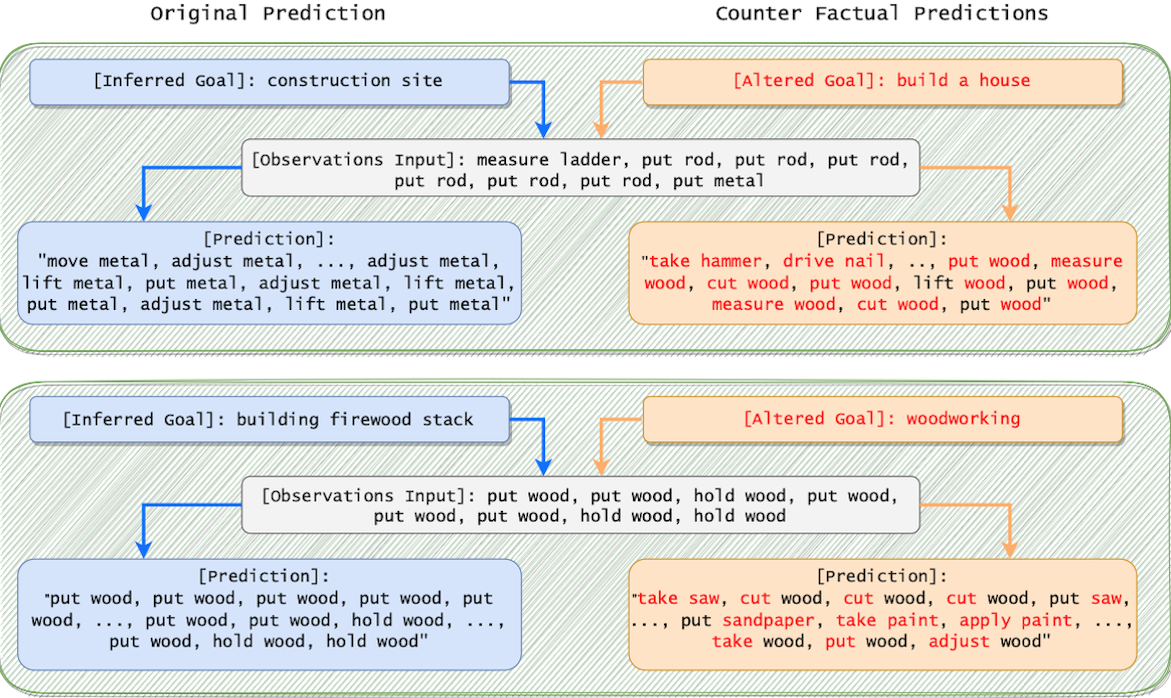 Original Prediction
Counter Factual Predictions
[Inferred Goal]: construction site
[Altered Goal]: build a house
[Observations Input]: measure ladder, put rod, put rod, put rod,
put rod, put rod, put rod, put metal
[Prediction]:
"move metal, adjust metal, ..., adjust metal,
lift metal, put metal, adjust metal, lift metal,
put metal, adjust metal, lift metal, put metal"
[Prediction]:
"take hammer, drive nail, .., put wood, measure
wood, cut wood, put wood, lift wood, put wood,
measure wood, cut wood, put wood"
[Inferred Goal]: building firewood stack
[Altered Goal]: woodworking
[Observations Input]: put wood, put wood, hold wood, put wood,
put wood, put wood, hold wood, hold wood
[Prediction]:
"put wood, put wood, put wood, put wood, put
wood, ..., put wood, put wood, hold wood, ...,
put wood, hold wood, hold wood"
[Prediction]:
"take saw, cut wood, cut wood, cut wood, put saw,
..., put sandpaper, take paint, apply paint, ...,
take wood, put wood, adjust wood"